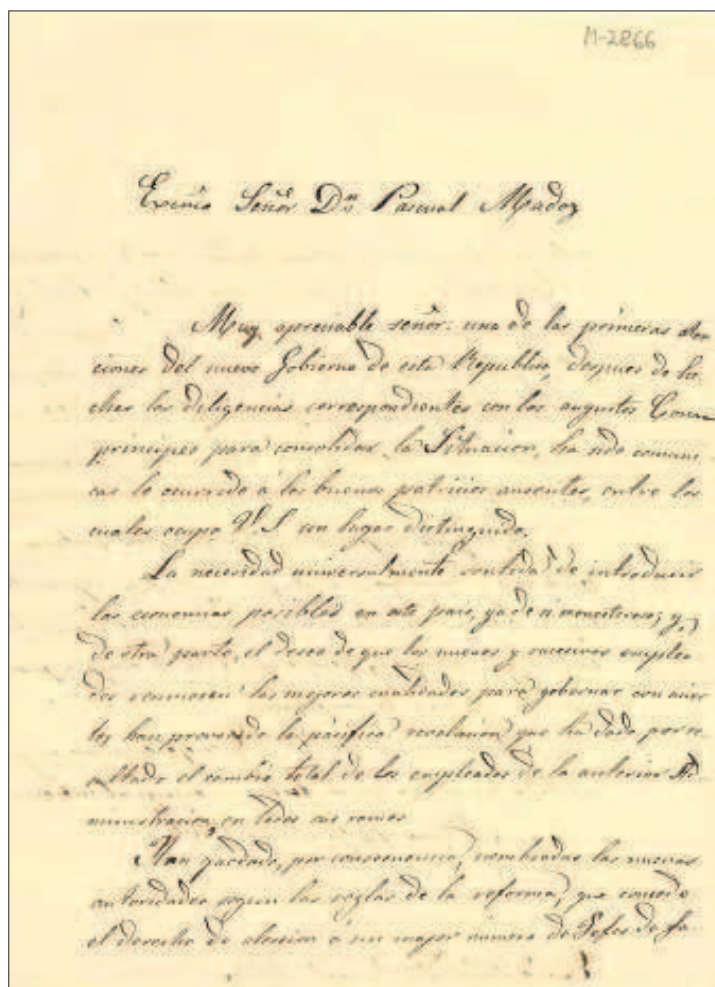 M-2866
Excmo Señor Dn Pascual Madoz
Muy apreciable señor: una de las primeras aten
ciones del nuevo Gobierno de esta Republica, despues de he
chas las diligencias correspondientes con los augustos
principes para consolidar la Situacion, ha sido comuni
car lo ocurrido á los buenos patricios ausentes, entre los
cuales ocupa V.S. un lugar distinguido.
La necesidad universalmente sentida de introducir
las economias posibles en este pais, ya de si menesteroso; y,
de otra parte, el deseo de que los nuevos y sucesivos emplea
dos reuniesen las mejores cualidades para gobernar con acier
to, han provocado la pacifica revolucion que ha dado por re
sultado el cambio total de los empleados de la anterior Ad
ministracion en todos sus ramos.
Han quedado, por consecuencia, nombradas las nuevas
autoridades segun las reglas de la reforma, que concede
el derecho de eleccion á un mayor número de Gefes de fa-